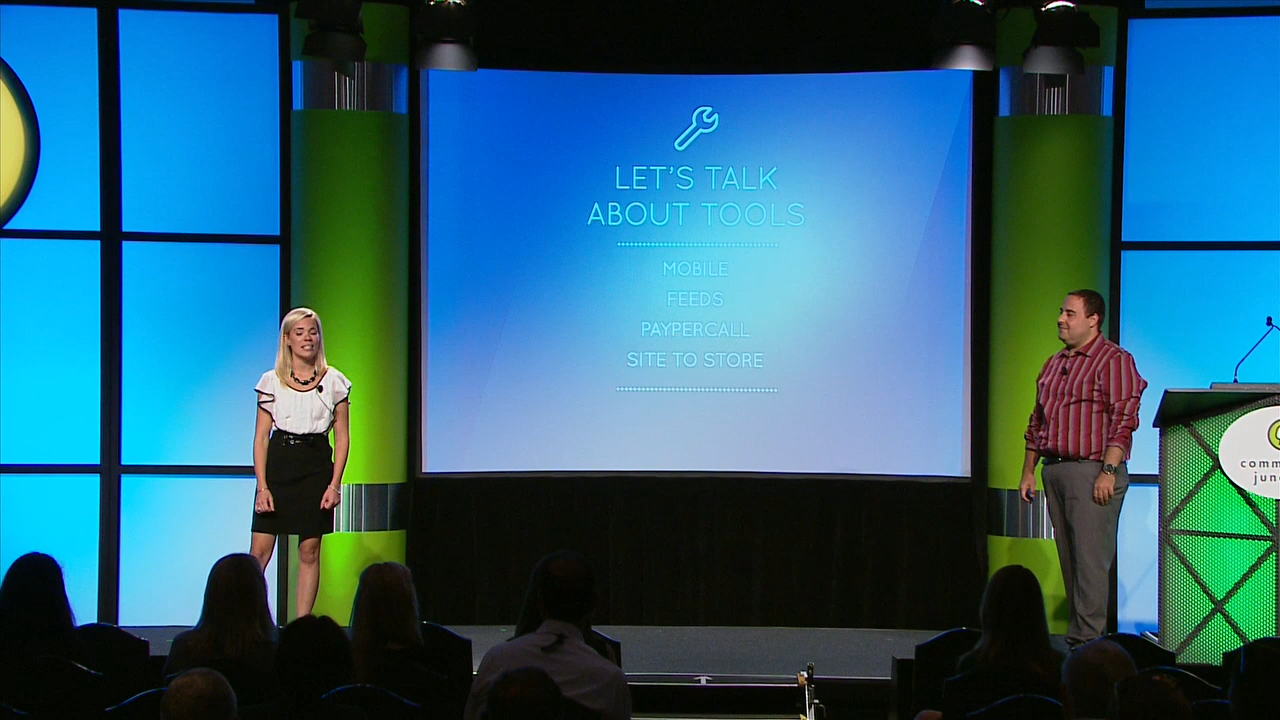 LET'S TALK
ABOUT TOOLS
MOBILE
FEEDS
PAYPERCALL
SITE TO STORE